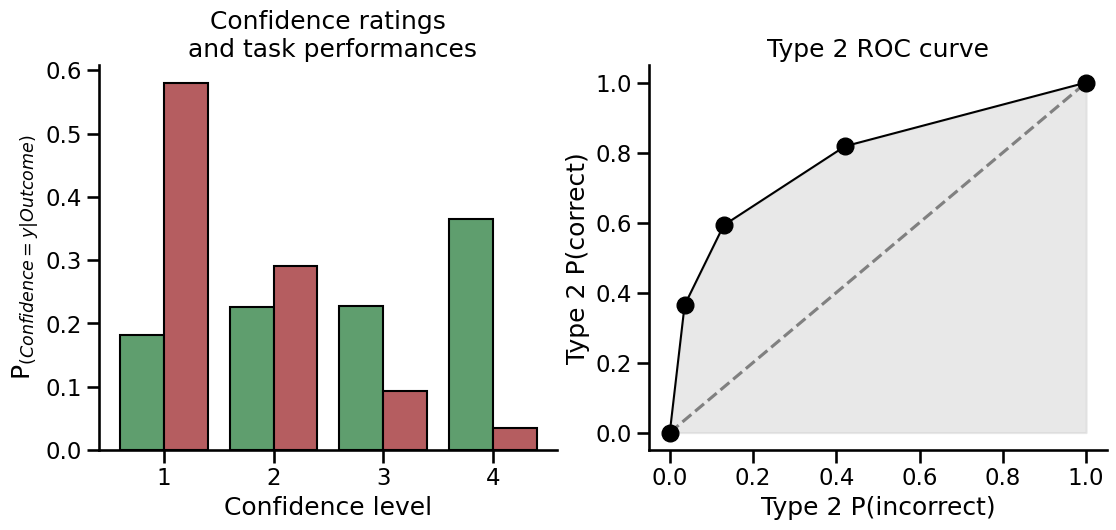 Confidence ratings
and task performances
P(Confidence = y|Outcome)
0.6
0.5
0.4
0.3
0.2
0.1
0.0
1 2 3 4
Confidence level
Type 2 ROC curve
Type 2 P(correct)
1.0
0.8
0.6
0.4
0.2
0.0
0.0 0.2 0.4 0.6 0.8 1.0
Type 2 P(incorrect)